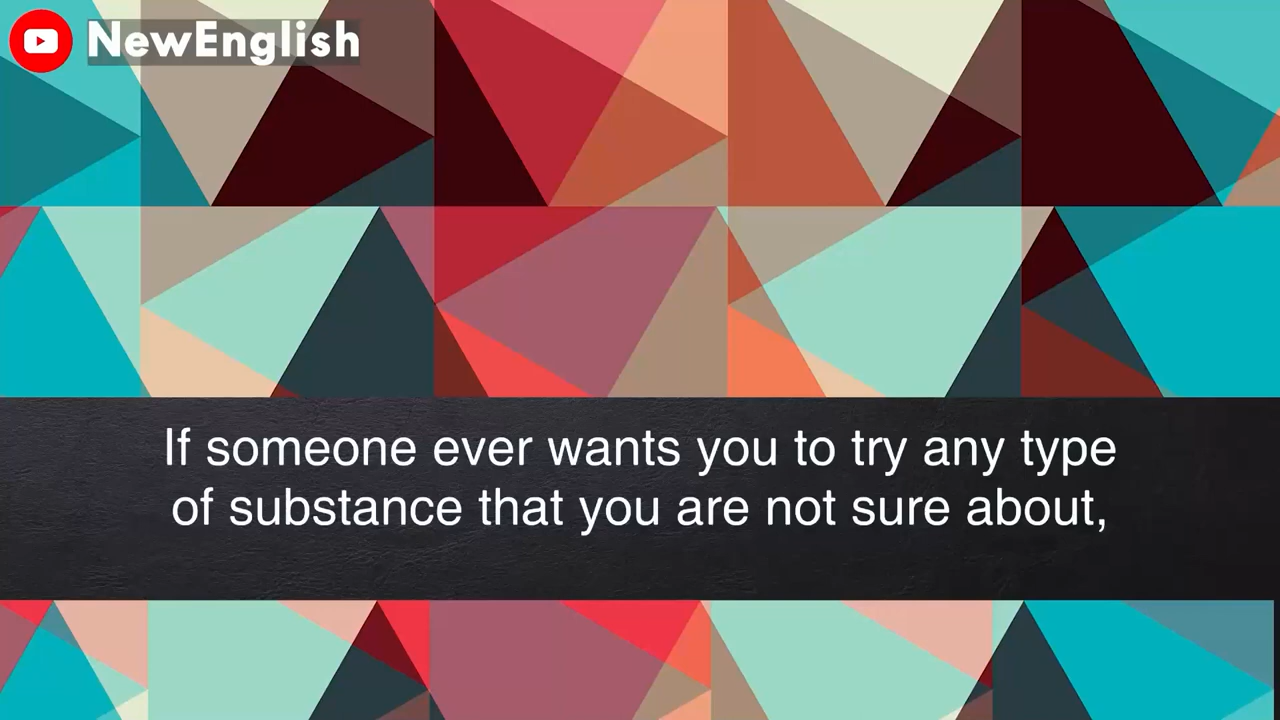 NewEnglish
If someone ever wants you to try any type
of substance that you are not sure about,